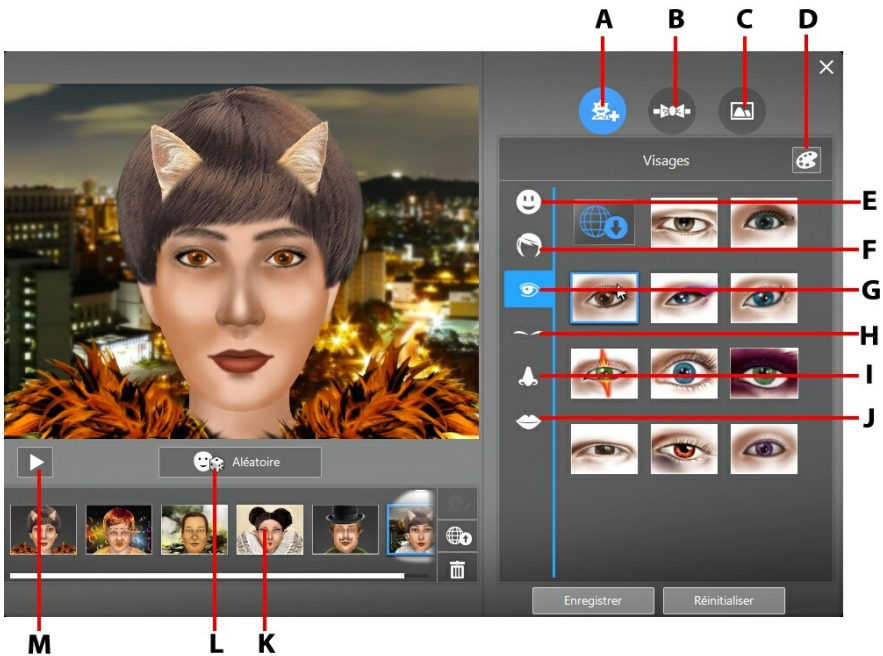 A B C D
Visages
E
F
G
H
I
J
Aléatoire
Enregistrer Réinitialiser
M L K